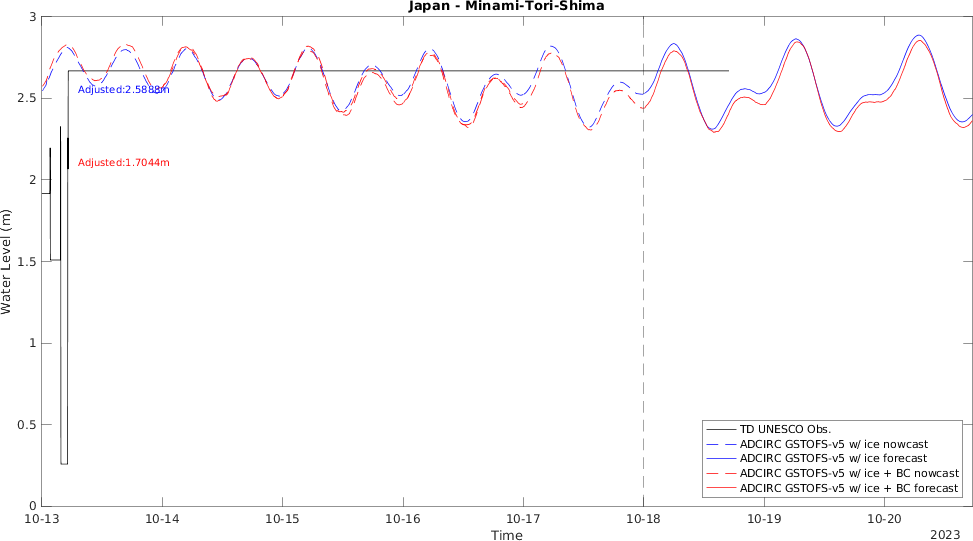 Japan - Minami-Tori-Shima
3
2.5
2
1.5
1
0.5
0
Water Level (m)
Adjusted:2.5888m
Adjusted:1.7044m
TD UNESCO Obs.
ADCIRC GSTOFS-v5 w/ ice nowcast
ADCIRC GSTOFS-v5 w/ ice forecast
ADCIRC GSTOFS-v5 w/ ice + BC nowcast
ADCIRC GSTOFS-v5 w/ ice + BC forecast
10-13 10-14 10-15 10-16 10-17 10-18 10-19 10-20
Time
2023